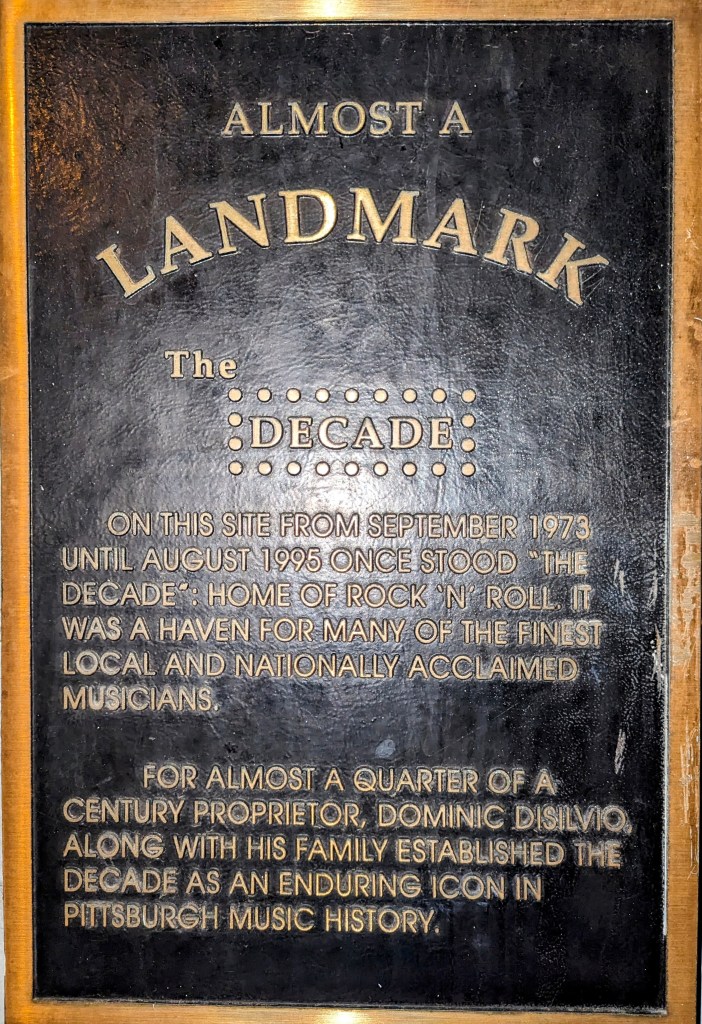 ALMOST A
LANDMARK
The
DECADE
ON THIS SITE FROM SEPTEMBER 1973
UNTIL AUGUST 1995 ONCE STOOD "THE
DECADE": HOME OF ROCK 'N' ROLL. IT
WAS A HAVEN FOR MANY OF THE FINEST
LOCAL AND NATIONALLY ACCLAIMED
MUSICIANS.
FOR ALMOST A QUARTER OF A
CENTURY PROPRIETOR, DOMINIC DISILVIO,
ALONG WITH HIS FAMILY ESTABLISHED THE
DECADE AS AN ENDURING ICON IN
PITTSBURGH MUSIC HISTORY.